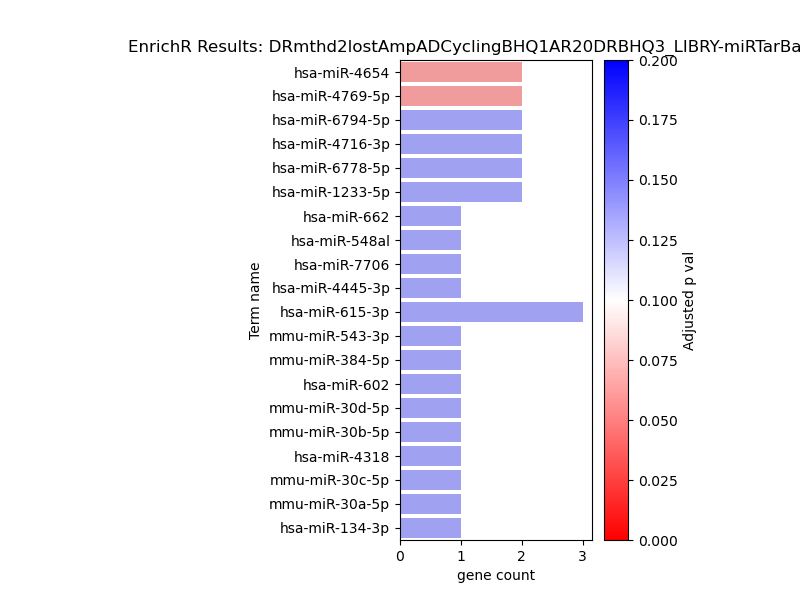 EnrichR Results: DRmthd2lostAmpADCyclingBHQ1AR20DRBHQ3_LIBRY-miRTarBa
hsa-miR-4654
hsa-miR-4769-5p
hsa-miR-6794-5p
hsa-miR-4716-3p
hsa-miR-6778-5p
hsa-miR-1233-5p
hsa-miR-662
hsa-miR-548al
hsa-miR-7706
hsa-miR-4445-3p
hsa-miR-615-3p
mmu-miR-543-3p
mmu-miR-384-5p
hsa-miR-602
mmu-miR-30d-5p
mmu-miR-30b-5p
hsa-miR-4318
mmu-miR-30c-5p
mmu-miR-30a-5p
hsa-miR-134-3p
Term name
0 1 2 3
gene count
0.200
0.175
0.150
0.125
0.100
0.075
0.050
0.025
0.000
Adjusted p val